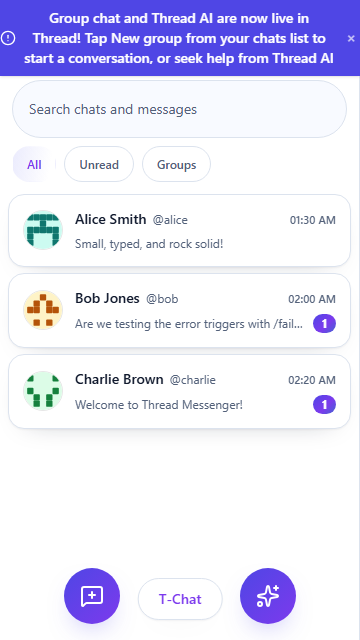 Group chat and Thread AI are now live in
Thread! Tap New group from your chats list to
start a conversation, or seek help from Thread AI
×
Search chats and messages
All Unread Groups
Alice Smith @alice 01:30 AM
Small, typed, and rock solid!
Bob Jones @bob 02:00 AM
Are we testing the error triggers with /fail... 1
Charlie Brown @charlie 02:20 AM
Welcome to Thread Messenger! 1
T-Chat